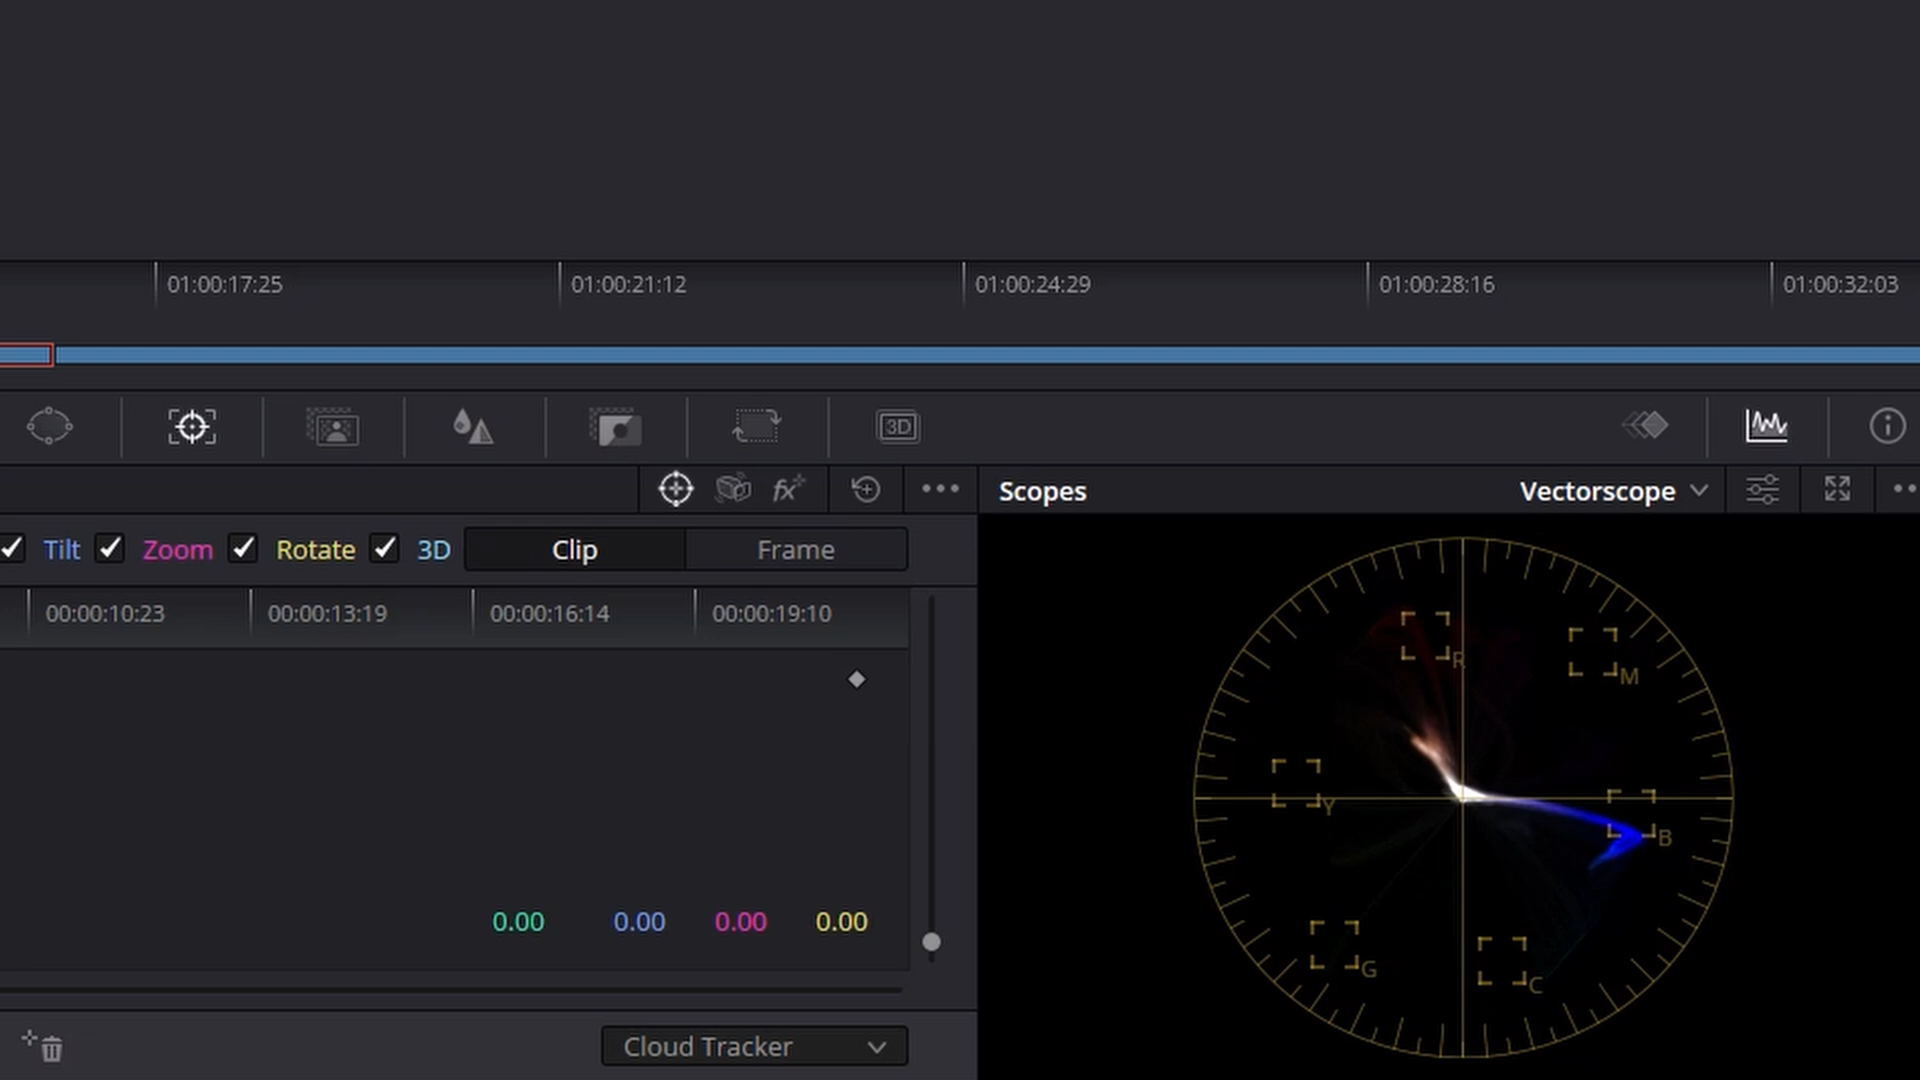 01:00:17:25 01:00:21:12 01:00:24:29 01:00:28:16 01:00:32:03
3D
fx
Scopes Vectorscope
Tilt Zoom Rotate 3D Clip Frame
00:00:10:23 00:00:13:19 00:00:16:14 00:00:19:10
R
M
Y
B
0.00 0.00 0.00 0.00
G
C
Cloud Tracker